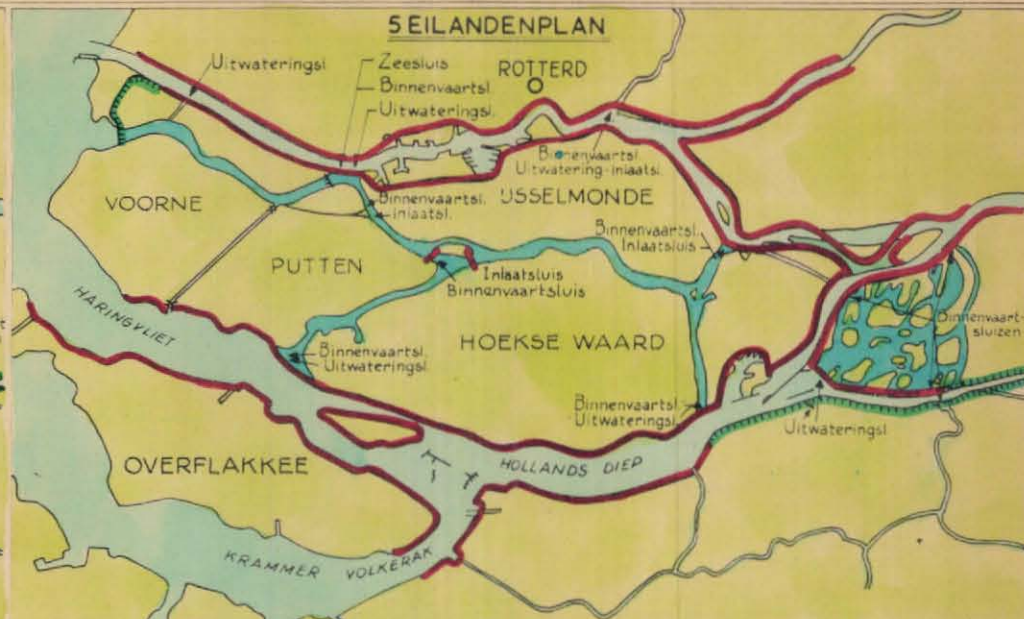 5 EILANDENPLAN
Uitwateringsl
Zeesluis
Binnenvaartsl.
Uitwateringsl.
ROTTERD
Binnenvaartsl.
Uitwatering-inlaatsl.
VOORNE
Binnenvaartsl.
inlaatsl.
IJSSELMONDE
Binnenvaartsl.
Inlaatsluis
PUTTEN
Inlaatsluis
Binnenvaartsluis
HARINGVLIET
Binnenvaart-
sluizen
HOEKSE WAARD
Binnenvaartsl.
Uitwateringsl.
Binnenvaartsl
Uitwateringsl.
Uitwateringsl
OVERFLAKKEE
HOLLANDS DIEP
KRAMMER VOLKERAK